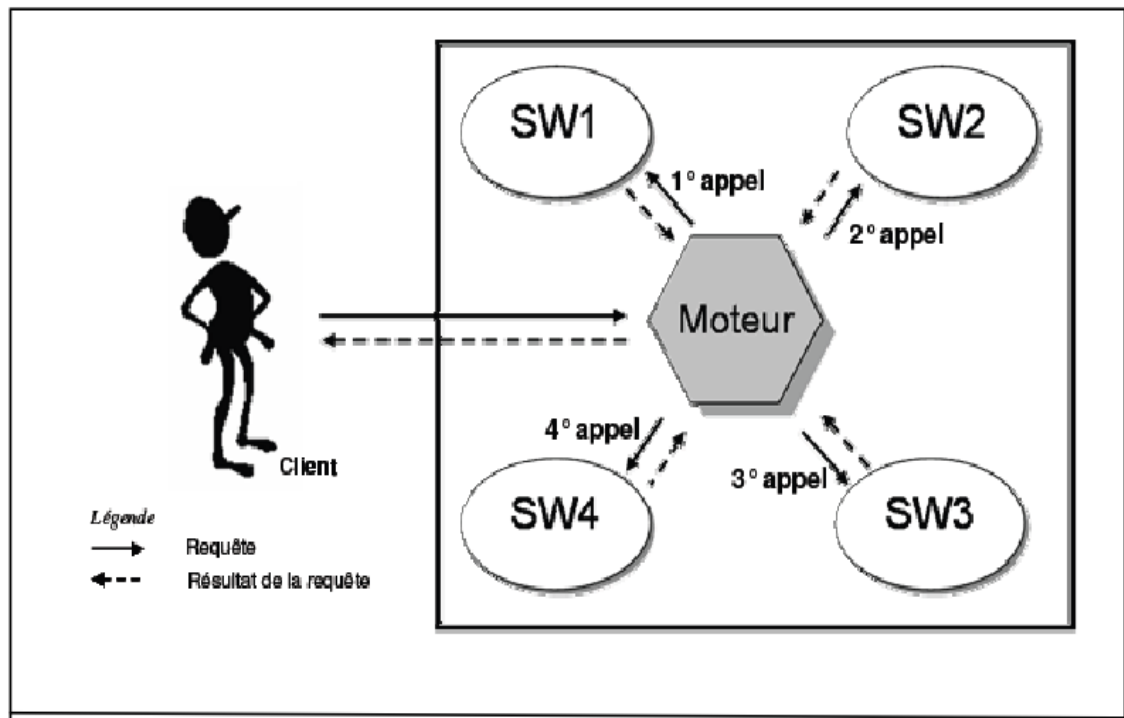 SW1
SW2
1° appel
2° appel
Moteur
4° appel
3° appel
Client
SW4
SW3
Légende
Requête
Résultat de la requête